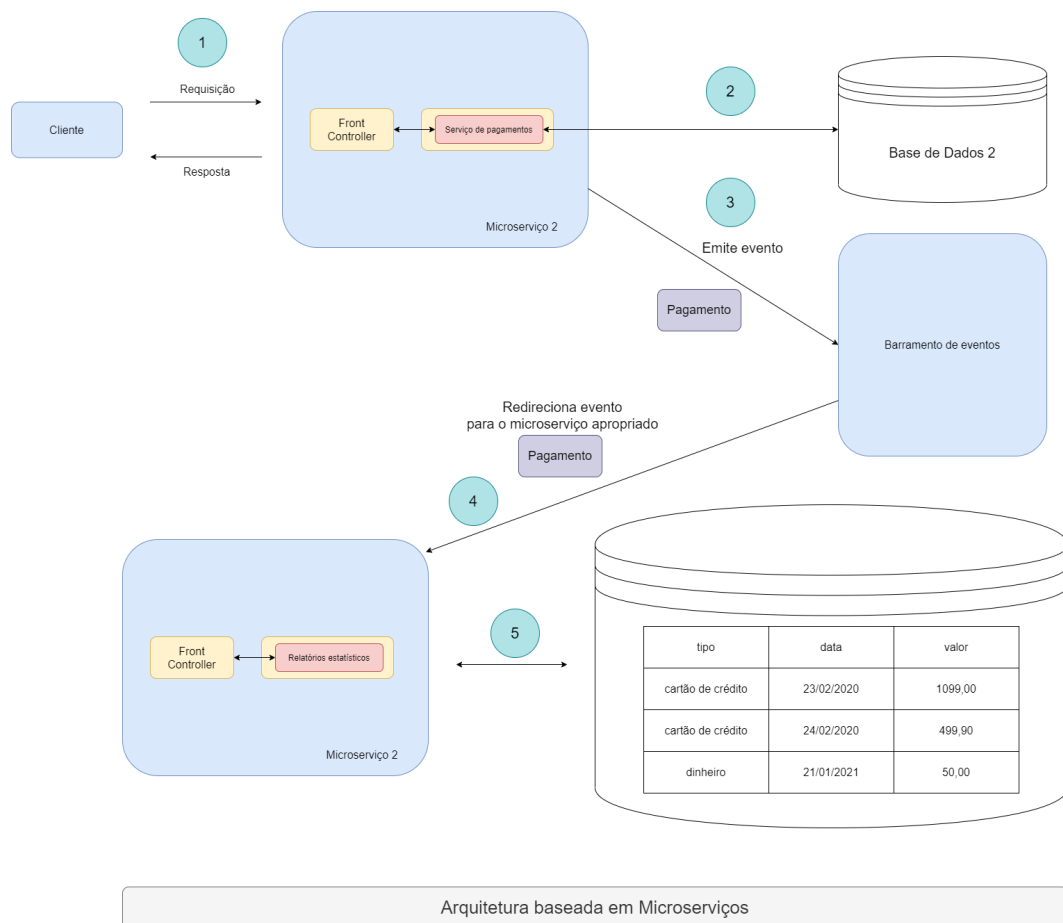 1
Requisição
Cliente
Resposta
Front
Controller
Serviço de pagamentos
Microserviço 2
2
Base de Dados 2
3
Emite evento
Pagamento
Barramento de eventos
Redireciona evento
para o microserviço apropriado
Pagamento
4
Front
Controller
Relatórios estatísticos
Microserviço 2
5
tipo data valor
cartão de crédito 23/02/2020 1099,00
cartão de crédito 24/02/2020 499,90
dinheiro 21/01/2021 50,00
Arquitetura baseada em Microserviços